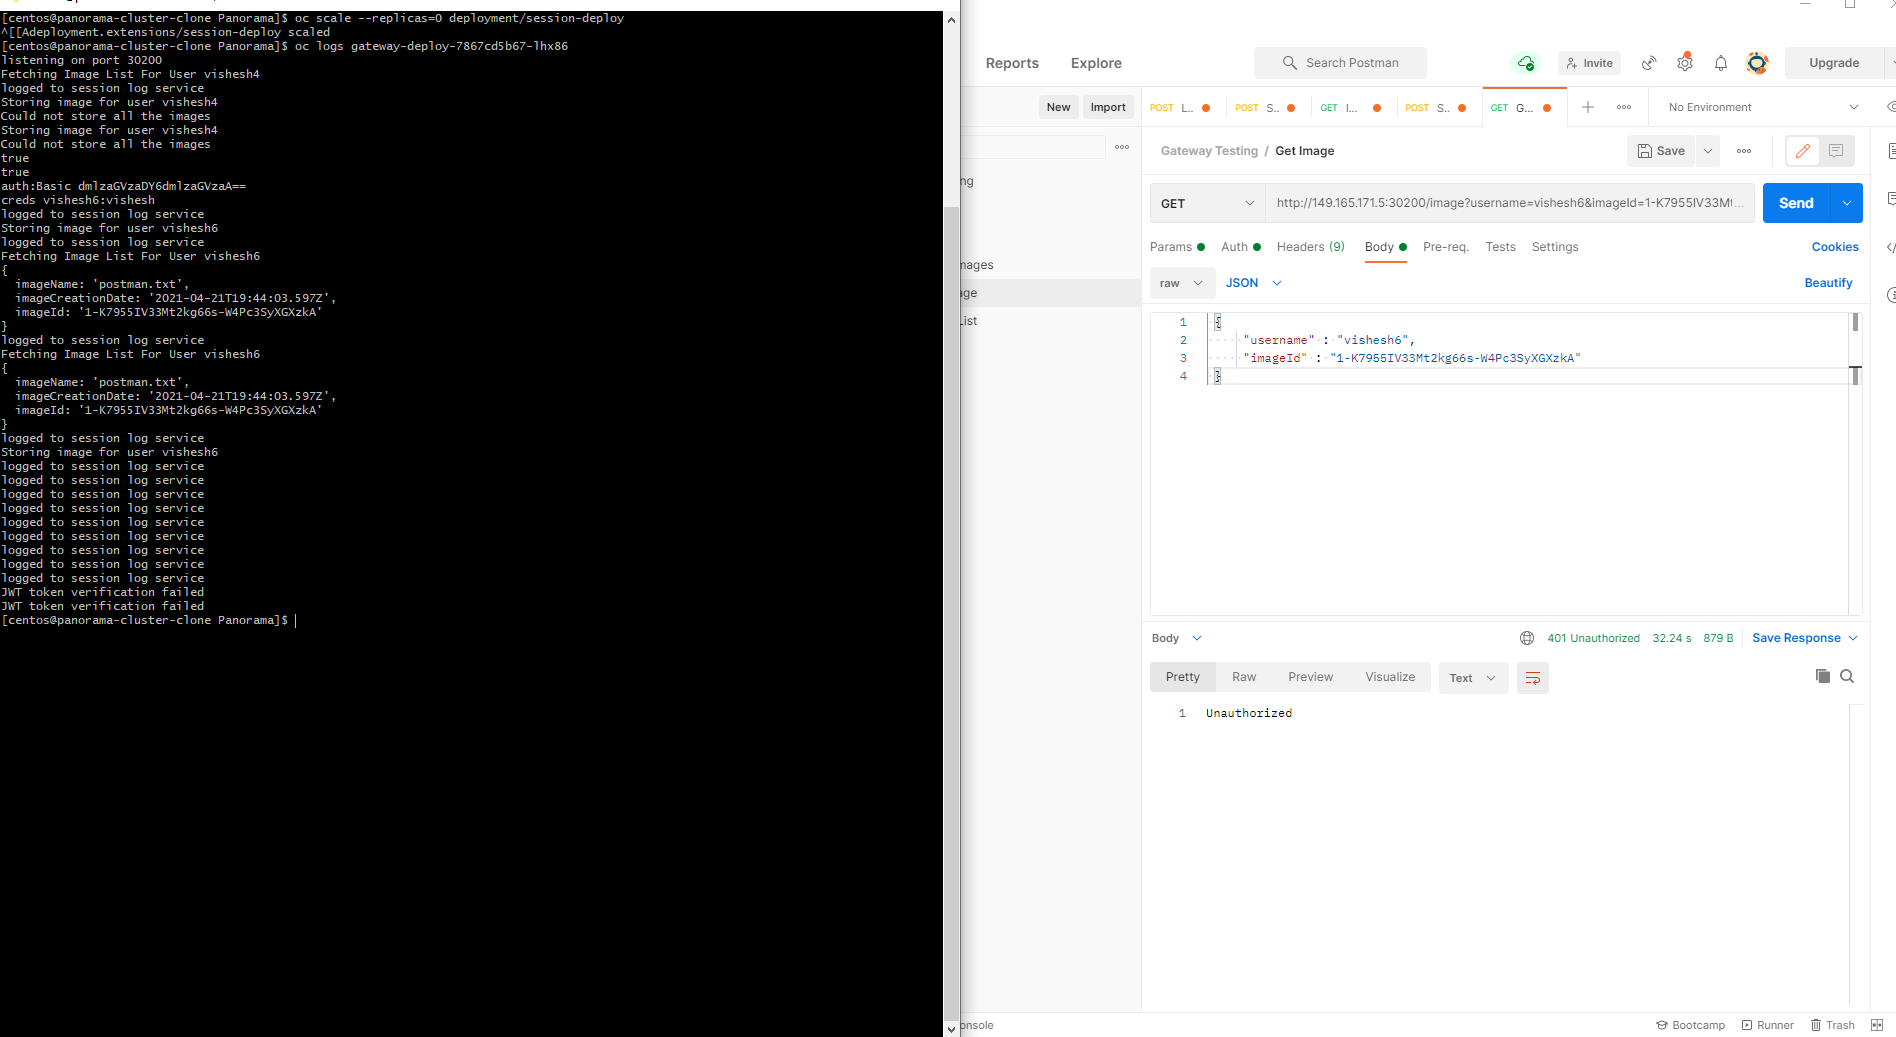 [centos@panorama-cluster-clone Panorama]$ oc scale --replicas=0 deployment/session-deploy
^[[Adeployment.extensions/session-deploy scaled
[centos@panorama-cluster-clone Panorama]$ oc logs gateway-deploy-7867cd5b67-lhx86
listening on port 30200
Fetching Image List For User vishesh4
logged to session log service
Storing image for user vishesh4
Could not store all the images
Storing image for user vishesh4
Could not store all the images
true
true
auth:Basic dmlzaGVzaDY6dmlzaGVzaA==
creds vishesh6:vishesh
logged to session log service
Storing image for user vishesh6
logged to session log service
Fetching Image List For User vishesh6
{
imageName: 'postman.txt',
imageCreationDate: '2021-04-21T19:44:03.597Z',
imageId: '1-K7955IV33Mt2kg66s-W4Pc3SyXGXzkA'
}
logged to session log service
Fetching Image List For User vishesh6
{
imageName: 'postman.txt',
imageCreationDate: '2021-04-21T19:44:03.597Z',
imageId: '1-K7955IV33Mt2kg66s-W4Pc3SyXGXzkA'
}
logged to session log service
Storing image for user vishesh6
logged to session log service
logged to session log service
logged to session log service
logged to session log service
logged to session log service
logged to session log service
logged to session log service
logged to session log service
logged to session log service
JWT token verification failed
JWT token verification failed
[centos@panorama-cluster-clone Panorama]$
Reports Explore Search Postman Invite Upgrade
New Import POST L.. POST S.. GET I... POST S.. GET G... No Environment
Gateway Testing / Get Image Save
ng
GET http://149.165.171.5:30200/image?username=vishesh6&imageId=1-K7955IV33Mt... Send
Params Auth Headers (9) Body Pre-req. Tests Settings Cookies
mages
raw JSON Beautify
age
List
1 {
2 "username" : "vishesh6",
3 "imageId" : "1-K7955IV33Mt2kg66s-W4Pc3SyXGXzkA"
4 }
Body 401 Unauthorized 32.24 s 879 B Save Response
Pretty Raw Preview Visualize Text
1 Unauthorized
onsole Bootcamp Runner Trash